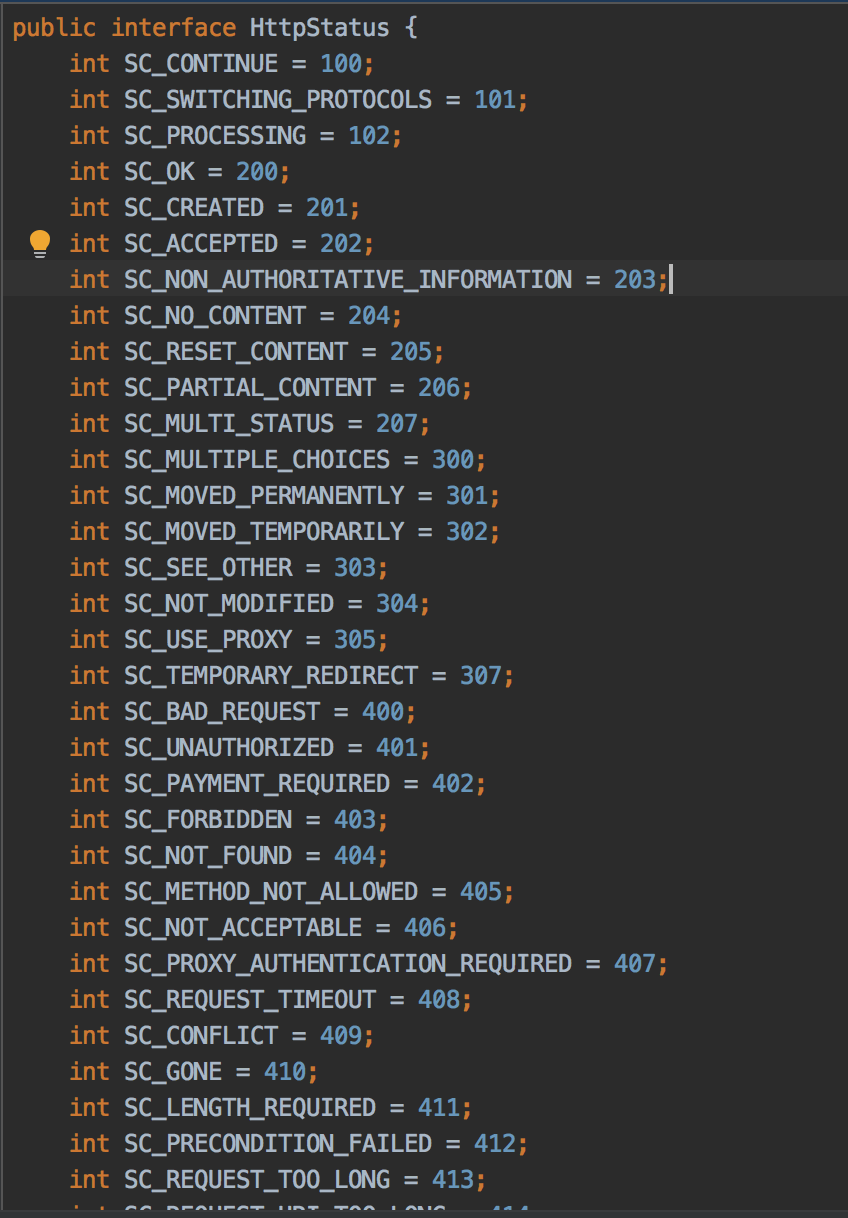 public interface HttpStatus {
int SC_CONTINUE = 100;
int SC_SWITCHING_PROTOCOLS = 101;
int SC_PROCESSING = 102;
int SC_OK = 200;
int SC_CREATED = 201;
int SC_ACCEPTED = 202;
int SC_NON_AUTHORITATIVE_INFORMATION = 203;
int SC_NO_CONTENT = 204;
int SC_RESET_CONTENT = 205;
int SC_PARTIAL_CONTENT = 206;
int SC_MULTI_STATUS = 207;
int SC_MULTIPLE_CHOICES = 300;
int SC_MOVED_PERMANENTLY = 301;
int SC_MOVED_TEMPORARILY = 302;
int SC_SEE_OTHER = 303;
int SC_NOT_MODIFIED = 304;
int SC_USE_PROXY = 305;
int SC_TEMPORARY_REDIRECT = 307;
int SC_BAD_REQUEST = 400;
int SC_UNAUTHORIZED = 401;
int SC_PAYMENT_REQUIRED = 402;
int SC_FORBIDDEN = 403;
int SC_NOT_FOUND = 404;
int SC_METHOD_NOT_ALLOWED = 405;
int SC_NOT_ACCEPTABLE = 406;
int SC_PROXY_AUTHENTICATION_REQUIRED = 407;
int SC_REQUEST_TIMEOUT = 408;
int SC_CONFLICT = 409;
int SC_GONE = 410;
int SC_LENGTH_REQUIRED = 411;
int SC_PRECONDITION_FAILED = 412;
int SC_REQUEST_TOO_LONG = 413;